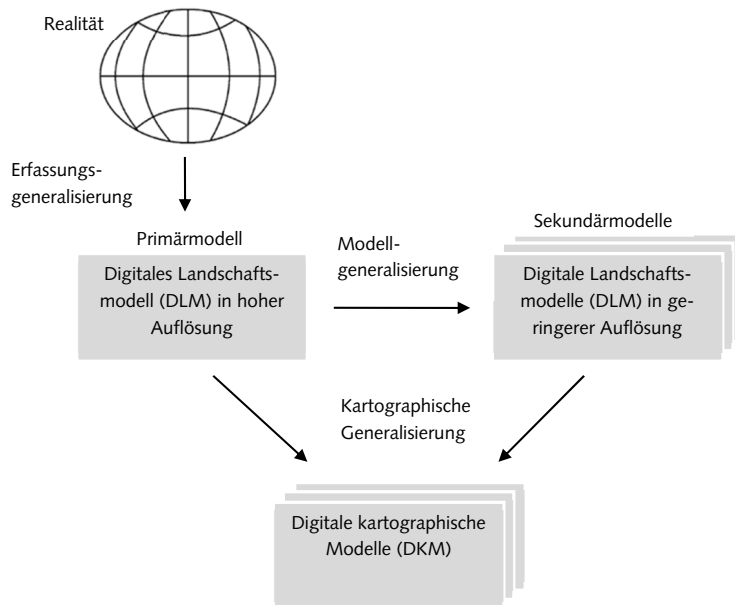 Realität
Erfassungs-
generalisierung
Primärmodell
Digitales Landschafts-
modell (DLM) in hoher
Auflösung
Modell-
generalisierung
Sekundärmodelle
Digitale Landschafts-
modelle (DLM) in ge-
ringerer Auflösung
Kartographische
Generalisierung
Digitale kartographische
Modelle (DKM)